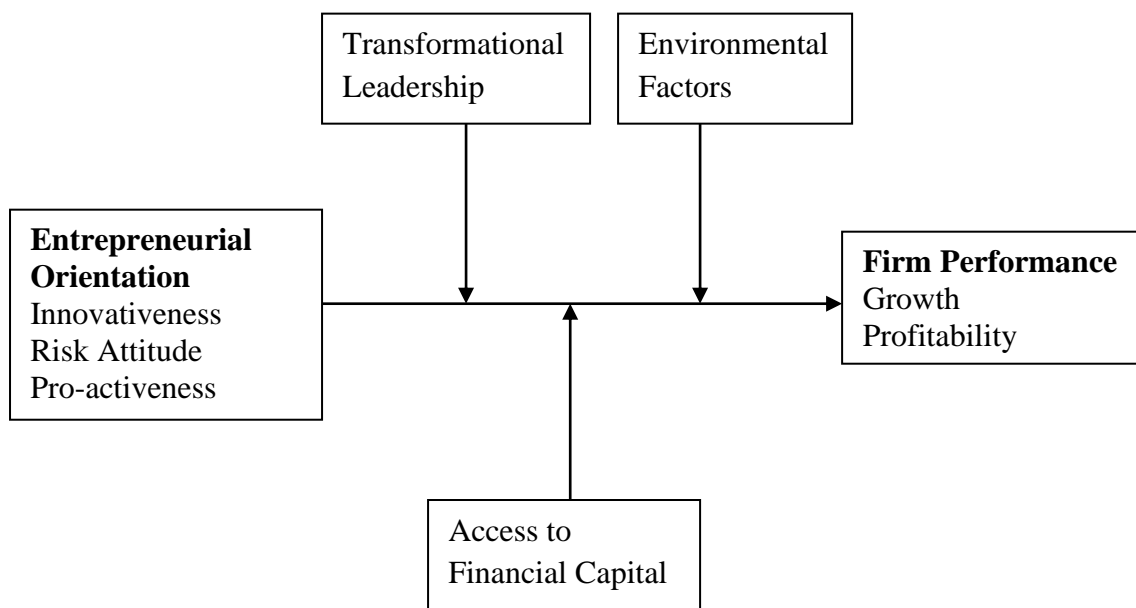 Transformational
Leadership
Environmental
Factors
Entrepreneurial
Orientation
Innovativeness
Risk Attitude
Pro-activeness
Firm Performance
Growth
Profitability
Access to
Financial Capital